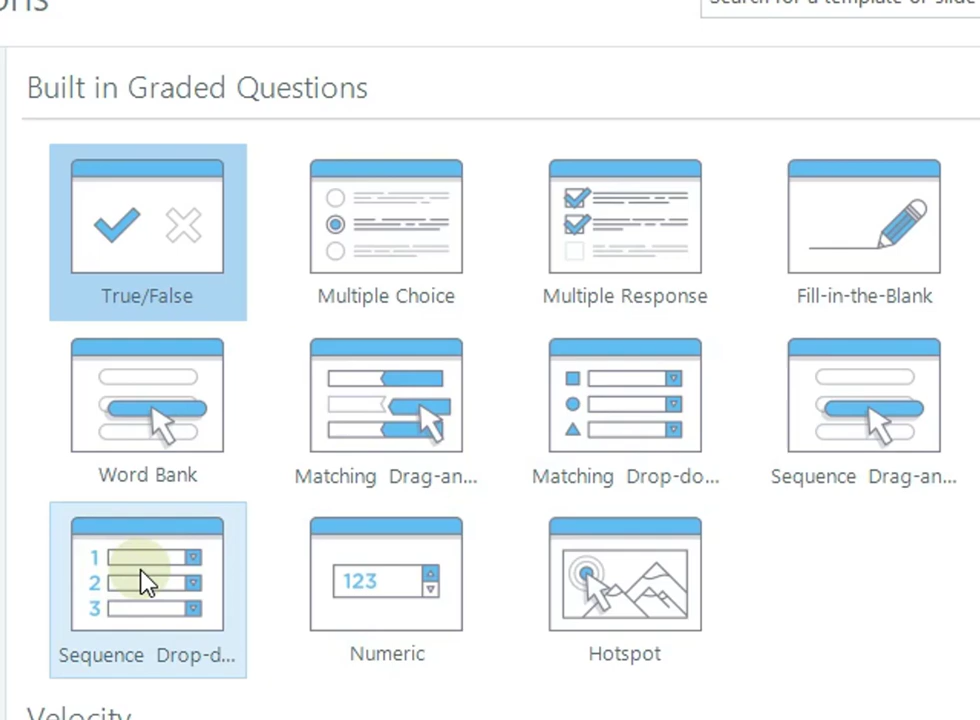 Built in Graded Questions
True/False
Multiple Choice
Multiple Response
Fill-in-the-Blank
Word Bank
Matching Drag-an...
Matching Drop-do...
Sequence Drag-an...
1
2
3
Sequence Drop-d...
123
Numeric
Hotspot
Velocity